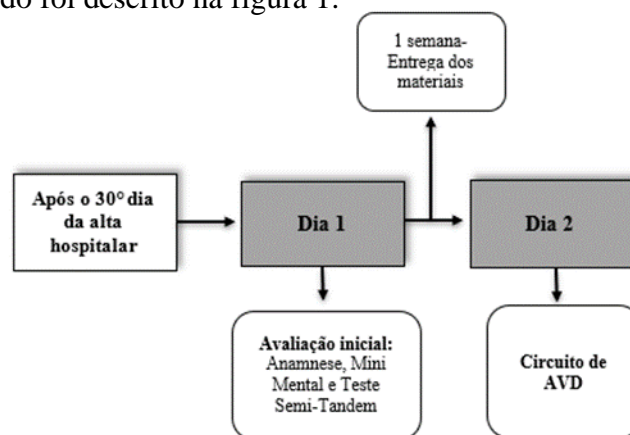 do foi descrito na figura 1.
1 semana-
Entrega dos
materiais
Após o 30° dia
da alta
hospitalar
Dia 1
Dia 2
Avaliação inicial:
Anamnese, Mini
Mental e Teste
Semi-Tandem
Circuito de
AVD